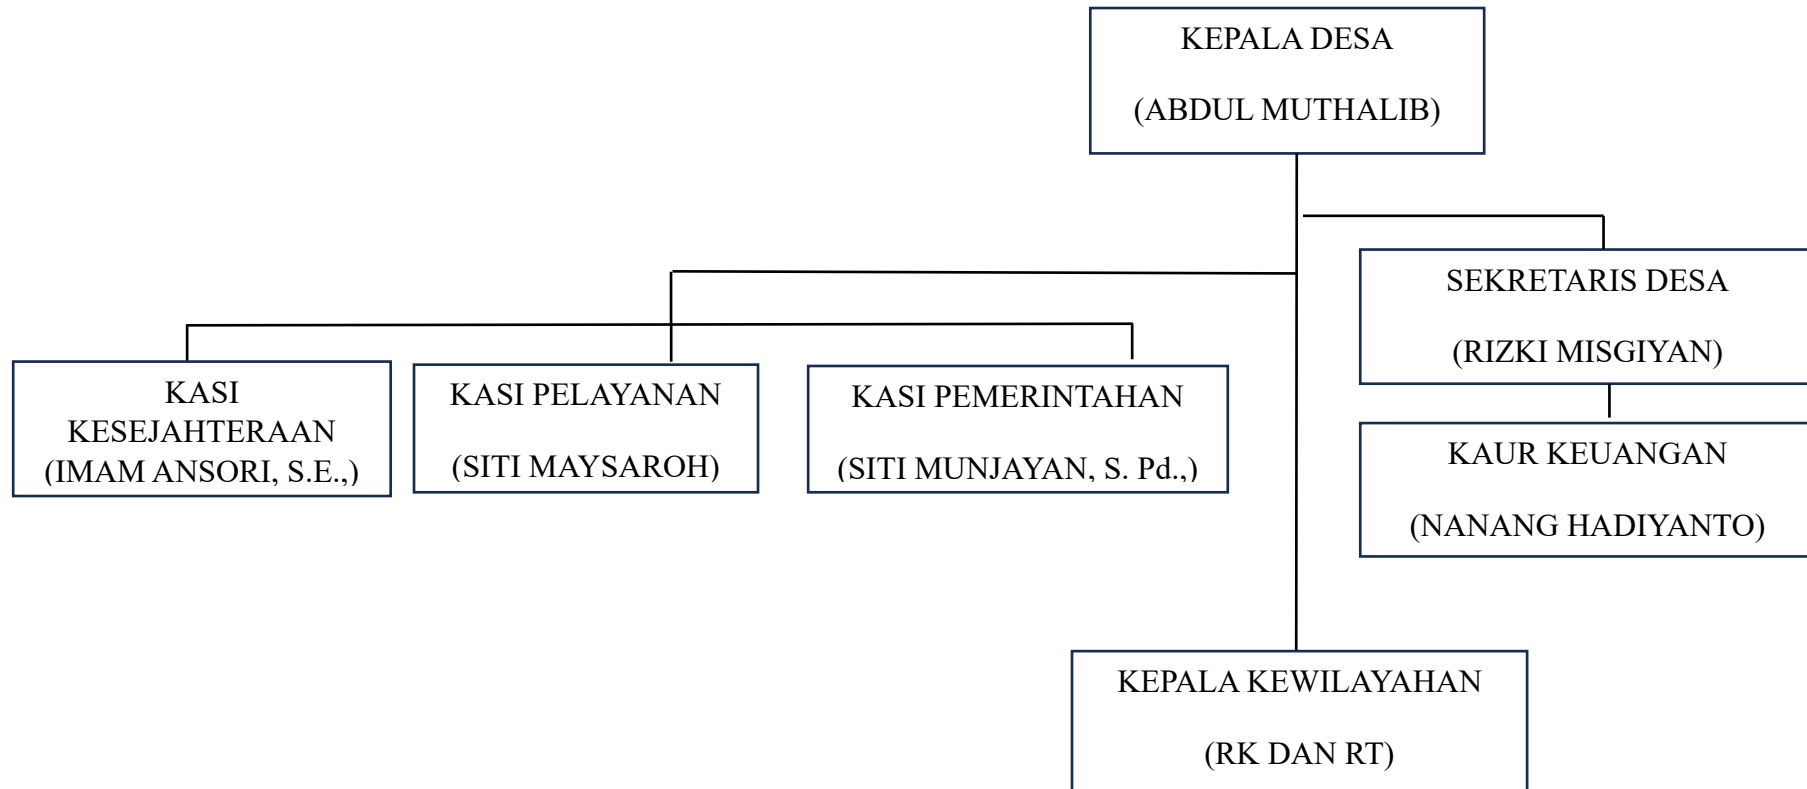 KEPALA DESA
(ABDUL MUTHALIB)
SEKRETARIS DESA
(RIZKI MISGIYAN)
KASI
KESEJAHTERAAN
(IMAM ANSORI, S.E.,)
KASI PELAYANAN
(SITI MAYSAROH)
KASI PEMERINTAHAN
(SITI MUNJAYAN, S. Pd.,)
KAUR KEUANGAN
(NANANG HADIYANTO)
KEPALA KEWILAYAHAN
(RK DAN RT)